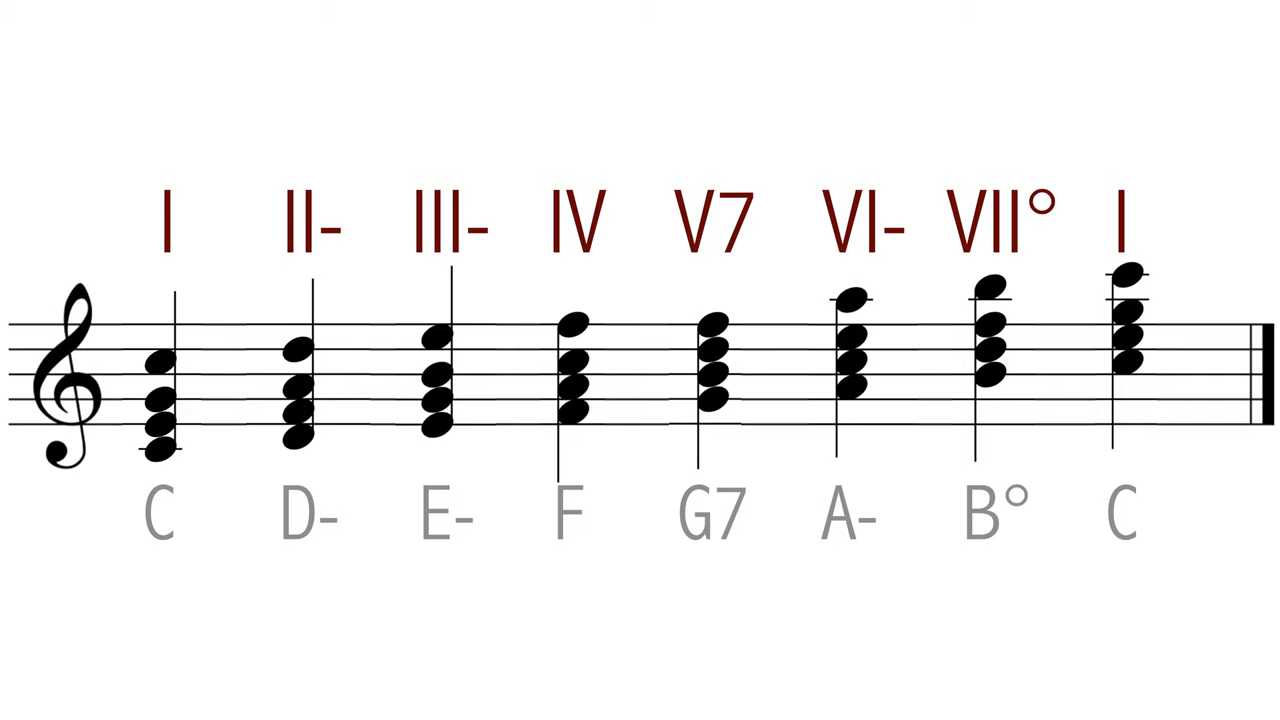 I II- III- IV V7 VI- VII° I
C D- E- F G7 A- B° C